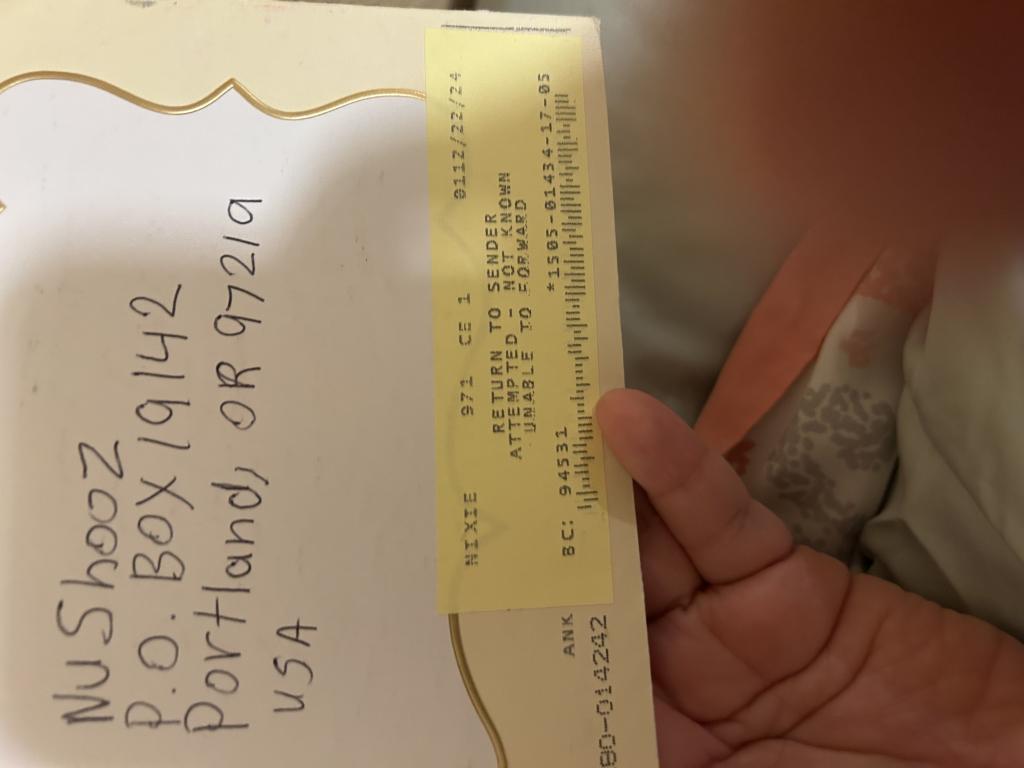 Nu Shooz
P.O. BOX 19142
Portland, OR 97219
USA
NIXIE 971 CE 1 0112/22/24
RETURN TO SENDER
ATTEMPTED - NOT KNOWN
UNABLE TO FORWARD
BC: 94531 *1505-01434-17-05
ANK
80-014242